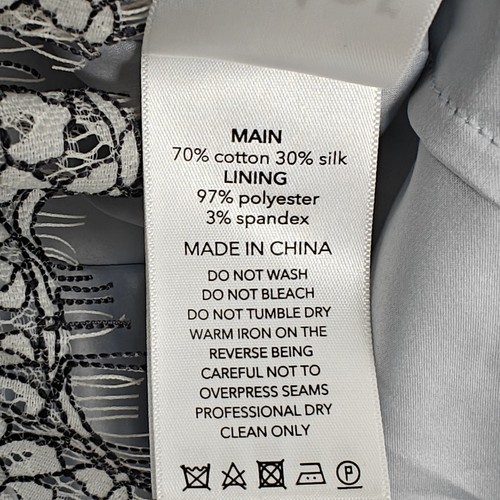 MAIN
70% cotton 30% silk
LINING
97% polyester
3% spandex
MADE IN CHINA
DO NOT WASH
DO NOT BLEACH
DO NOT TUMBLE DRY
WARM IRON ON THE
REVERSE BEING
CAREFUL NOT TO
OVERPRESS SEAMS
PROFESSIONAL DRY
CLEAN ONLY
P